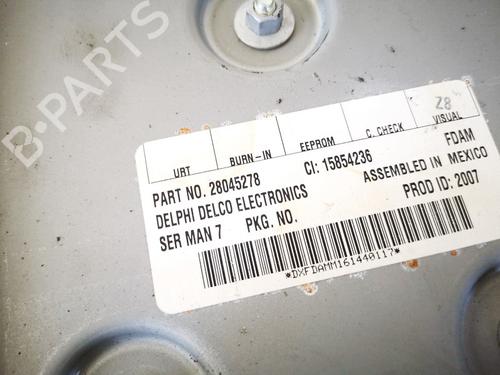 B-PARTS
URT BURN-IN EEPROM C. CHECK VISUAL
Z8
PART NO. 28045278 CI: 15854236 FDAM
DELPHI DELCO ELECTRONICS ASSEMBLED IN MEXICO
SER MAN 7 PKG. NO. PROD ID: 2007
*DXFDAMM161440117*
B-PARTS